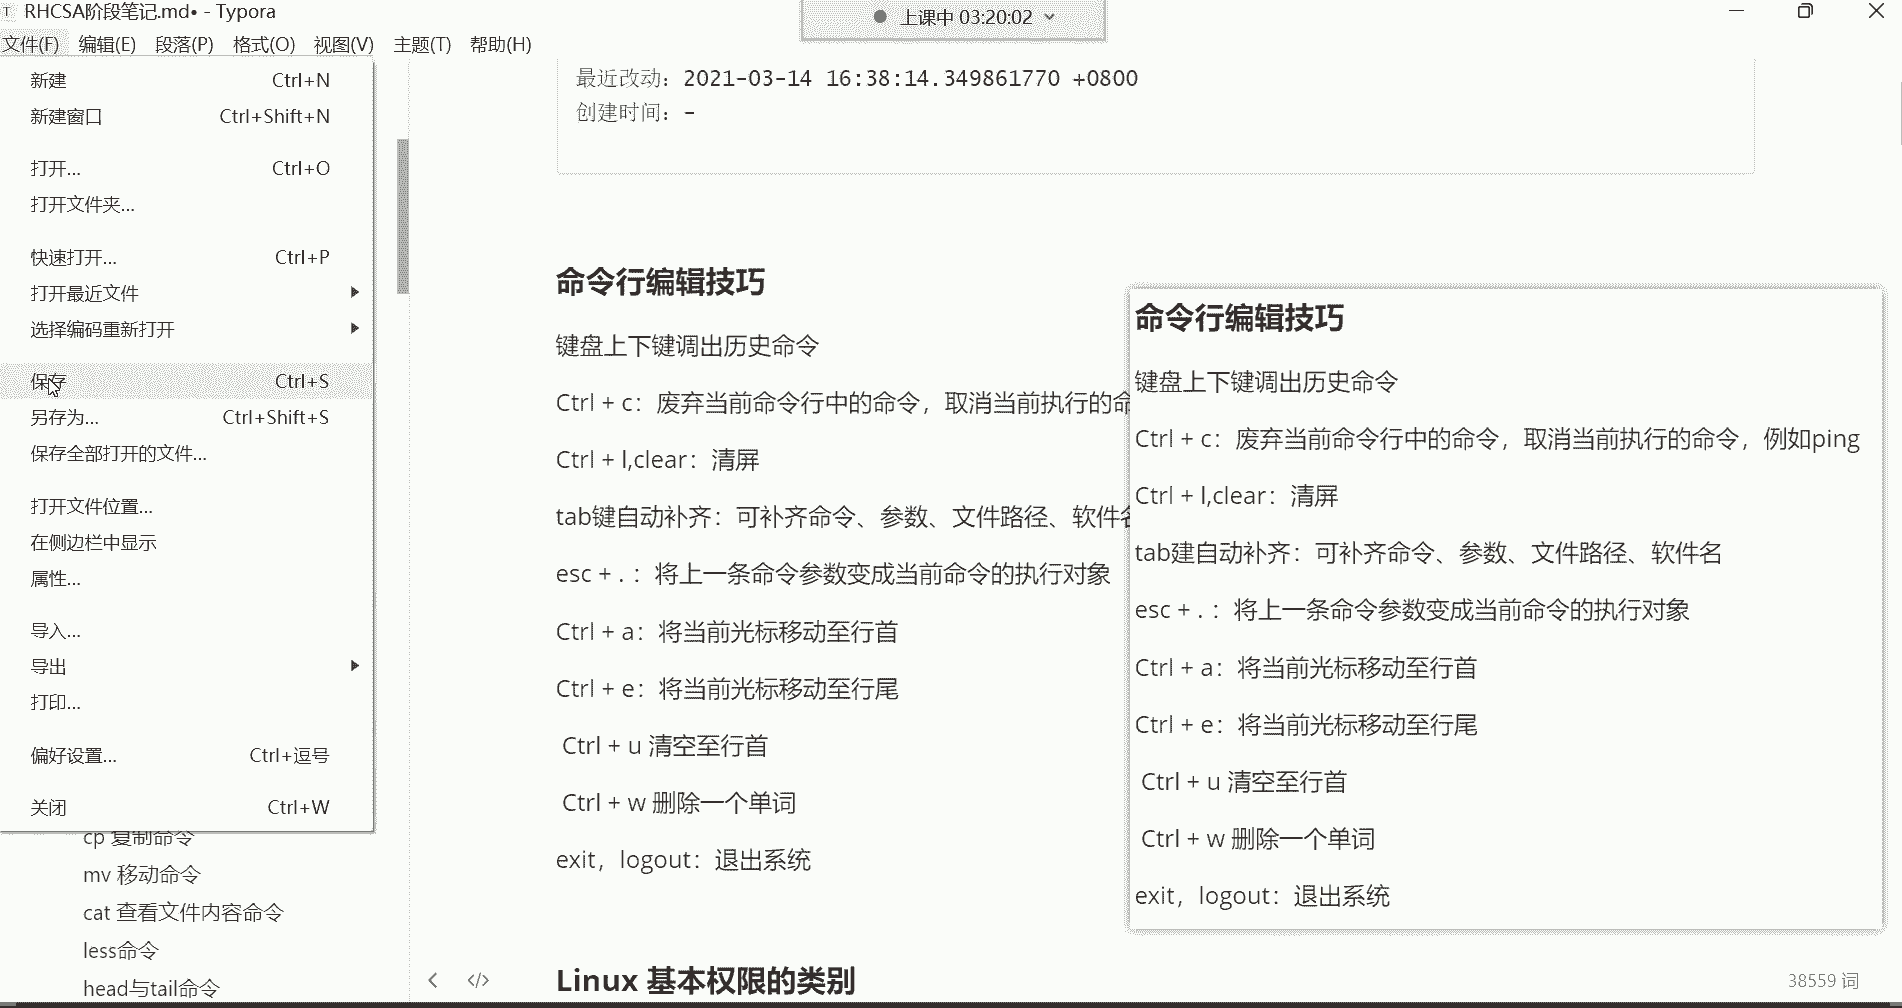 RHCSA阶段笔记.md• - Typora
上课中 03:20:02
文件(F) 编辑(E) 段落(P) 格式(O) 视图(V) 主题(T) 帮助(H)
新建 Ctrl+N
新建窗口 Ctrl+Shift+N
打开... Ctrl+O
打开文件夹...
快速打开... Ctrl+P
打开最近文件
选择编码重新打开
保存 Ctrl+S
另存为... Ctrl+Shift+S
保存全部打开的文件...
打开文件位置...
在侧边栏中显示
属性...
导入...
导出
打印...
偏好设置... Ctrl+逗号
关闭 Ctrl+W
cp 复制命令
mv 移动命令
cat 查看文件内容命令
less命令
head与tail命令
最近改动：2021-03-14 16:38:14.349861770 +0800
创建时间：-
命令行编辑技巧
键盘上下键调出历史命令
Ctrl + c：废弃当前命令行中的命令，取消当前执行的命
Ctrl + l,clear：清屏
tab键自动补齐：可补齐命令、参数、文件路径、软件名
esc + .：将上一条命令参数变成当前命令的执行对象
Ctrl + a：将当前光标移动至行首
Ctrl + e：将当前光标移动至行尾
Ctrl + u 清空至行首
Ctrl + w 删除一个单词
exit，logout：退出系统
Linux 基本权限的类别
命令行编辑技巧
键盘上下键调出历史命令
Ctrl + c：废弃当前命令行中的命令，取消当前执行的命令，例如ping
Ctrl + l,clear：清屏
tab建自动补齐：可补齐命令、参数、文件路径、软件名
esc + .：将上一条命令参数变成当前命令的执行对象
Ctrl + a：将当前光标移动至行首
Ctrl + e：将当前光标移动至行尾
Ctrl + u 清空至行首
Ctrl + w 删除一个单词
exit，logout：退出系统
38559 词